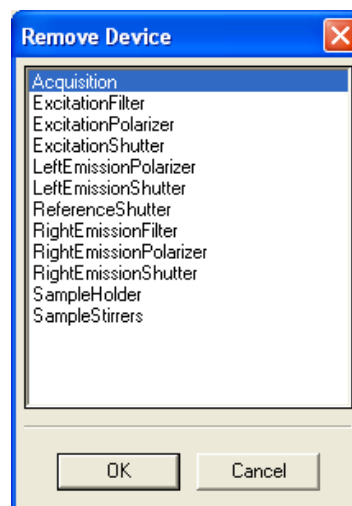 Remove Device
Acquisition
ExcitationFilter
ExcitationPolarizer
ExcitationShutter
LeftEmissionPolarizer
LeftEmissionShutter
ReferenceShutter
RightEmissionFilter
RightEmissionPolarizer
RightEmissionShutter
SampleHolder
SampleStirrers
OK Cancel